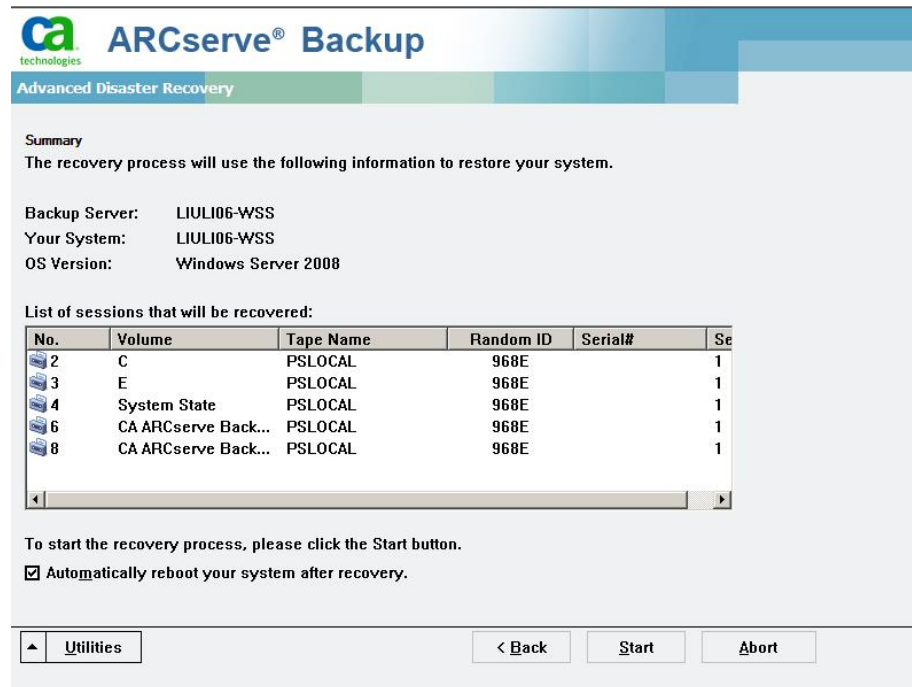 ca
technologies
ARCserve® Backup
Advanced Disaster Recovery
Summary
The recovery process will use the following information to restore your system.
Backup Server: LIULI06-WSS
Your System: LIULI06-WSS
OS Version: Windows Server 2008
List of sessions that will be recovered:
No. Volume Tape Name Random ID Serial# Se
2 C PSLOCAL 968E 1
3 E PSLOCAL 968E 1
4 System State PSLOCAL 968E 1
6 CA ARCserve Back... PSLOCAL 968E 1
8 CA ARCserve Back... PSLOCAL 968E 1
To start the recovery process, please click the Start button.
Automatically reboot your system after recovery.
Utilities < Back Start Abort